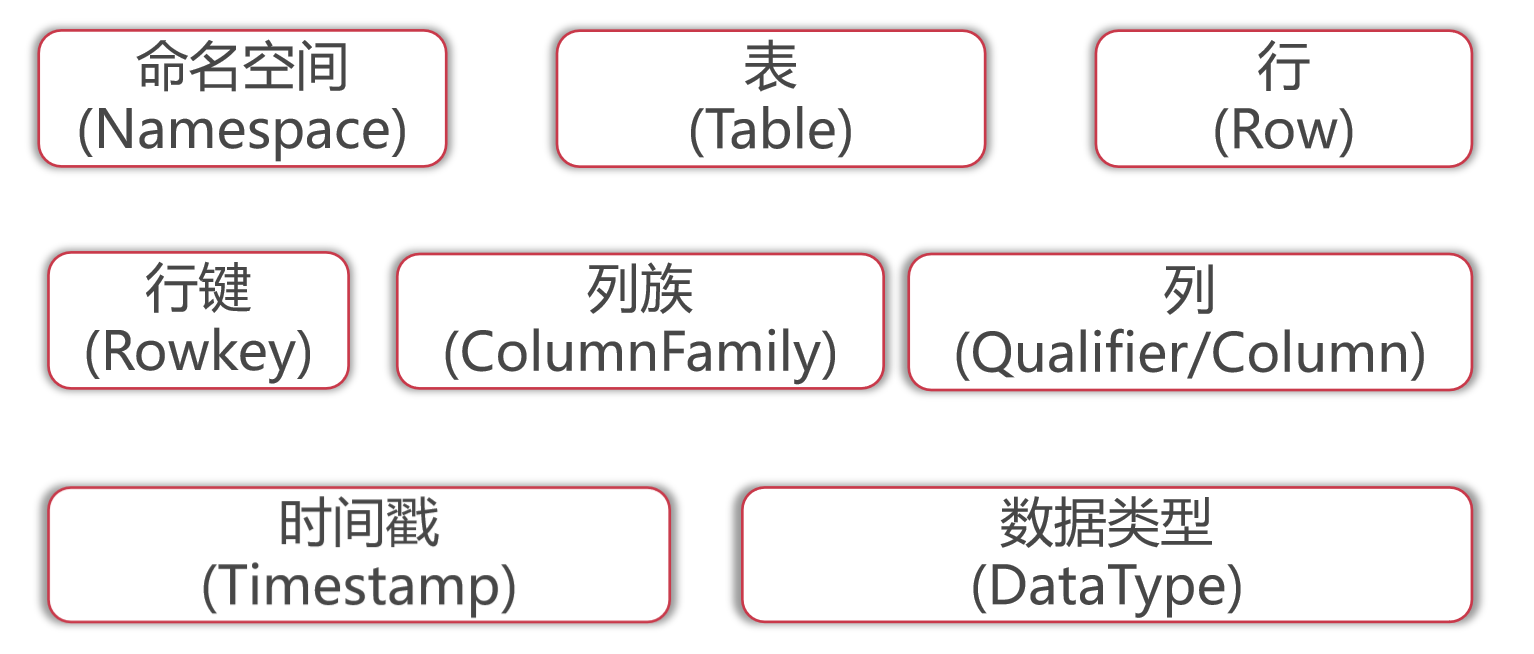 命名空间
(Namespace)
表
(Table)
行
(Row)
行键
(Rowkey)
列族
(ColumnFamily)
列
(Qualifier/Column)
时间戳
(Timestamp)
数据类型
(DataType)